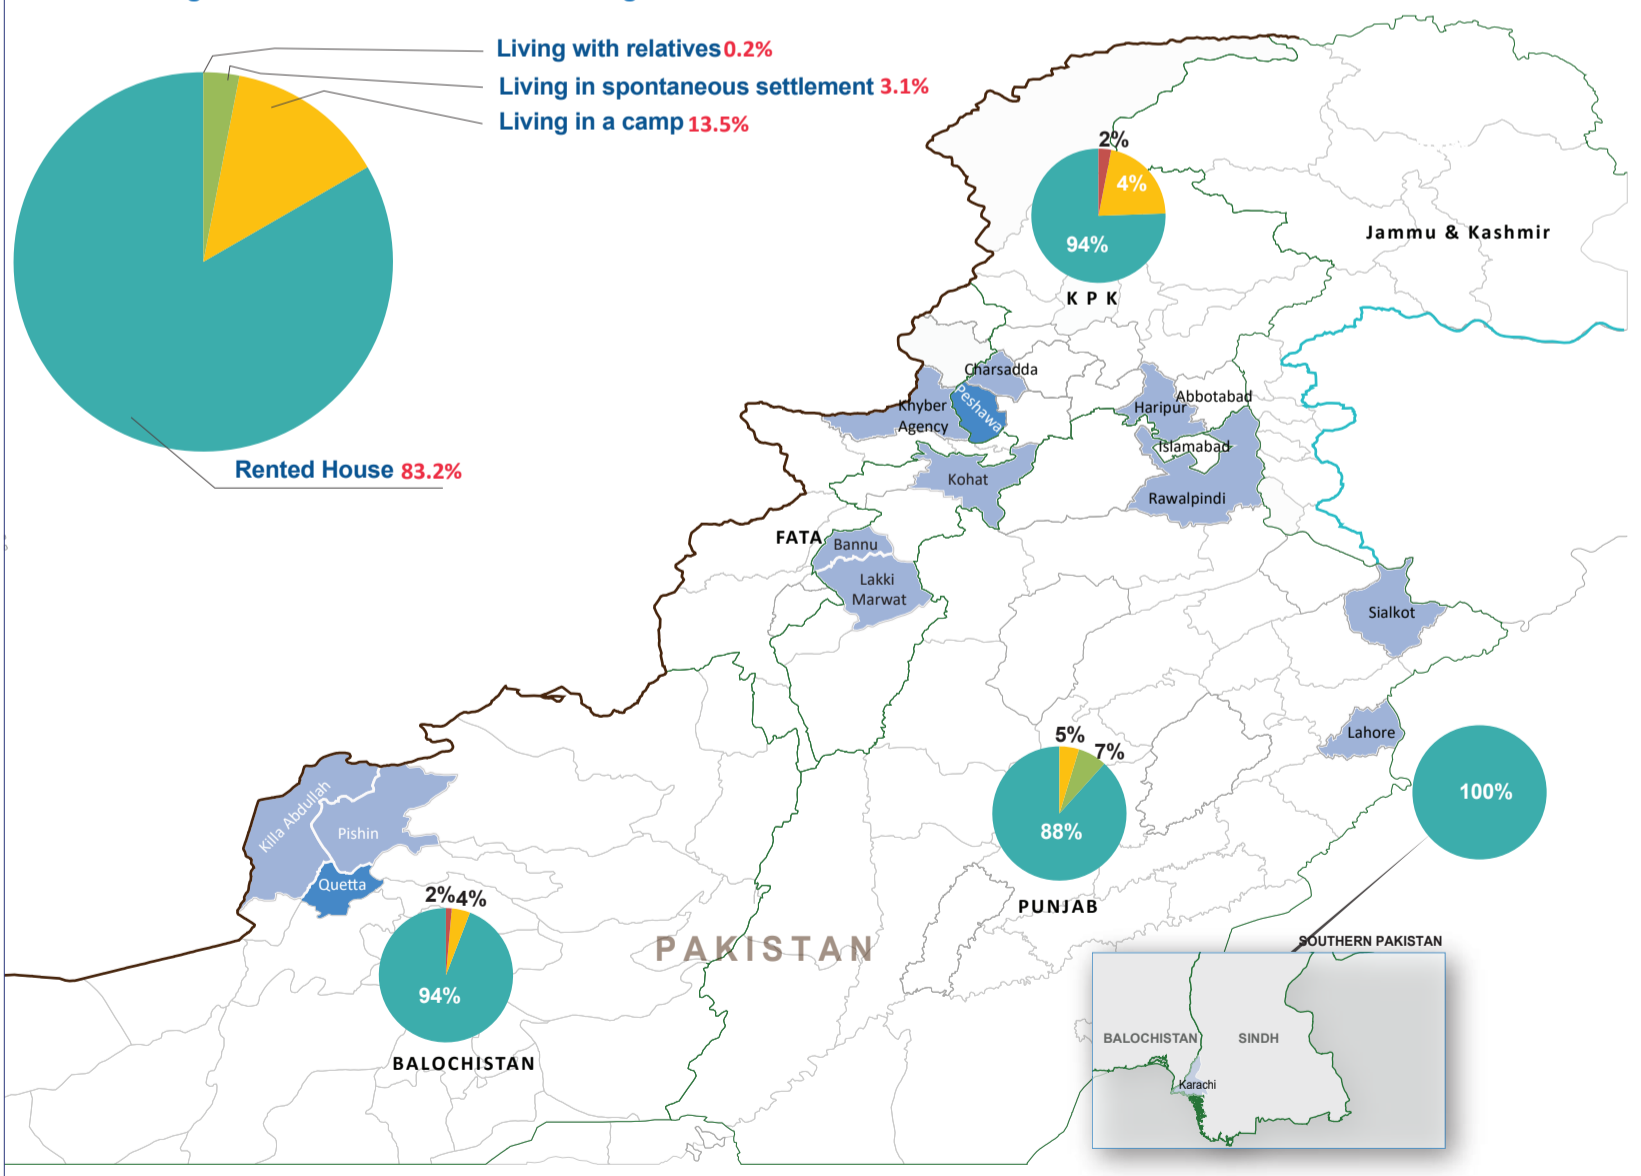 Living with relatives 0.2%
Living in spontaneous settlement 3.1%
Living in a camp 13.5%
Rented House 83.2%
2%
4%
94%
K P K
Jammu & Kashmir
Charsadda
Peshawa
Khyber
Agency
Abbotabad
Haripur
Islamabad
Kohat
Rawalpindi
FATA
Bannu
Lakki
Marwat
Sialkot
Lahore
5%
7%
88%
PUNJAB
100%
Killa Abdullah
Pishin
Quetta
2% 4%
94%
BALOCHISTAN
PAKISTAN
SOUTHERN PAKISTAN
BALOCHISTAN
SINDH
Karachi